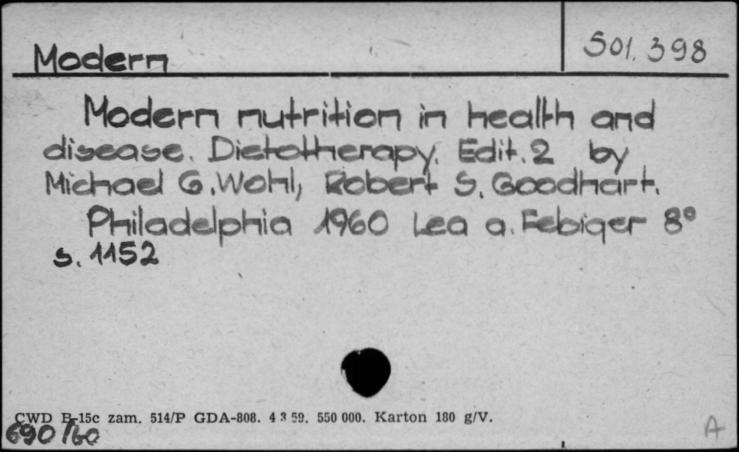 Modern
501.398
Modern nutrition in health and
disease. Dietotherapy. Edit. 2 by
Michael G. Wohl, Robert S. Goodhart.
Philadelphia 1960 Lea a. Febiger 8°
s. 1152
CWD B-15c zam. 514/P GDA-808. 4 3 59. 550 000. Karton 180 g/V.
690/60
A